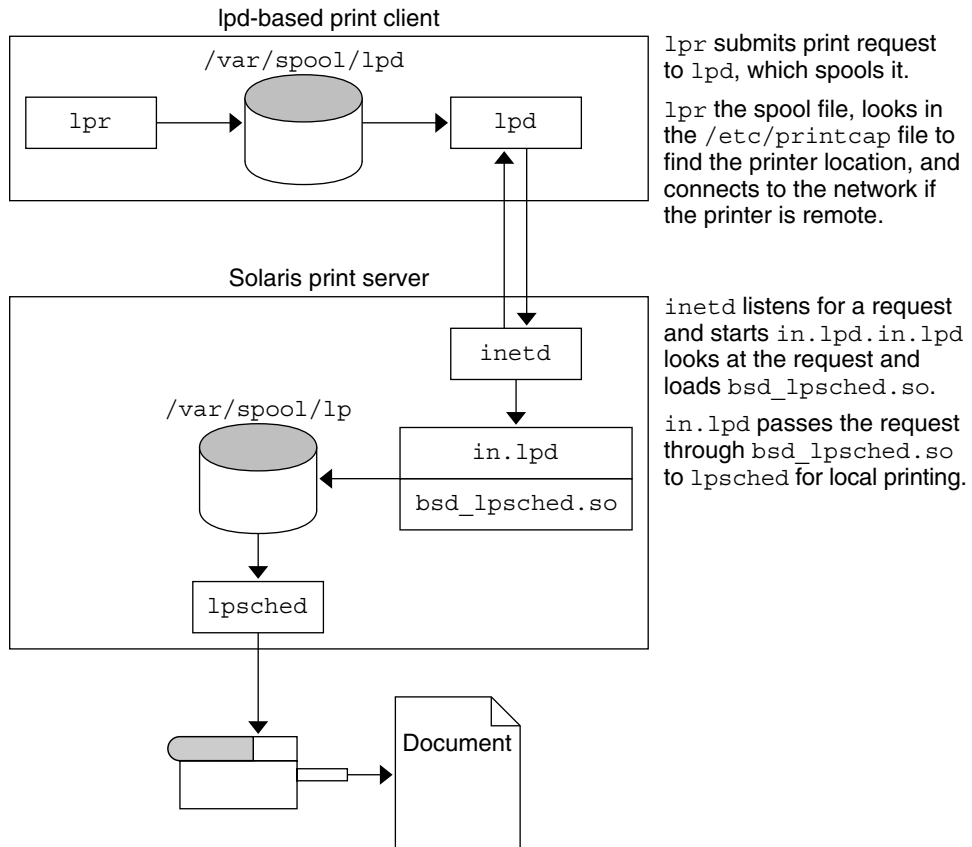 lpd-based print client
/var/spool/lpd
lpr
lpd
lpr submits print request
to lpd, which spools it.
lpr the spool file, looks in
the /etc/printcap file to
find the printer location, and
connects to the network if
the printer is remote.
Solaris print server
inetd
/var/spool/lp
in.lpd
bsd_lpsched.so
lpsched
inetd listens for a request
and starts in.lpd.in.lpd
looks at the request and
loads bsd_lpsched.so.
in.lpd passes the request
through bsd_lpsched.so
to lpsched for local printing.
Document